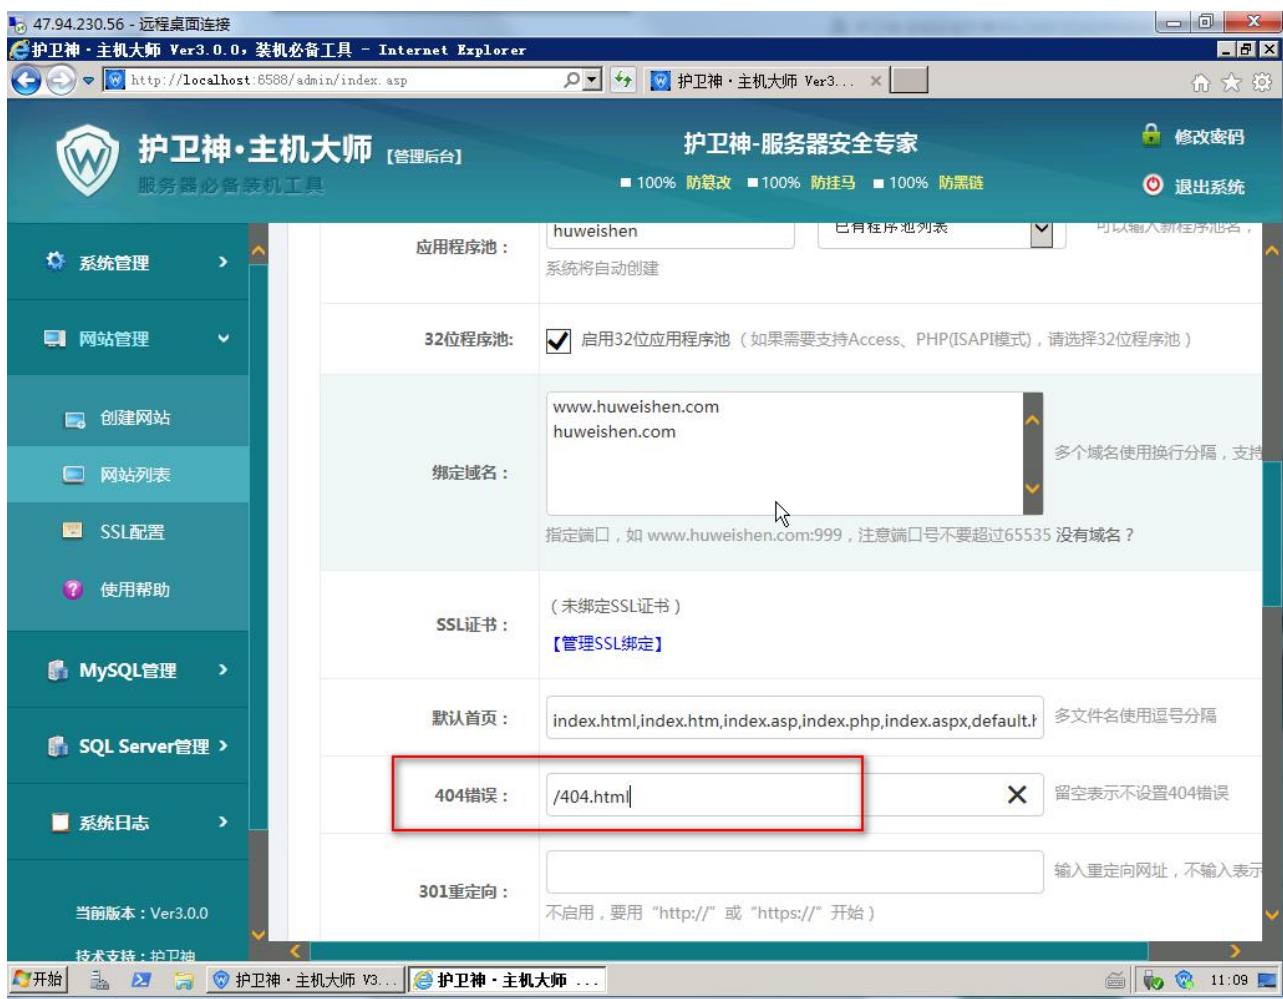 47.94.230.56 - 远程桌面连接
护卫神·主机大师 Ver3.0.0，装机必备工具 - Internet Explorer
http://localhost:6588/admin/index.asp
护卫神·主机大师 Ver3...
护卫神·主机大师 【管理后台】
服务器必备装机工具
护卫神-服务器安全专家
100% 防篡改 100% 防挂马 100% 防黑链
修改密码
退出系统
系统管理
网站管理
创建网站
网站列表
SSL配置
使用帮助
MySQL管理
SQL Server管理
系统日志
当前版本：Ver3.0.0
技术支持：护卫神
应用程序池：
huweishen
已有程序池列表
可以输入新程序池名，
系统将自动创建
32位程序池:
启用32位应用程序池（如果需要支持Access、PHP(ISAPI模式)，请选择32位程序池）
绑定域名：
www.huweishen.com
huweishen.com
多个域名使用换行分隔，支持
指定端口，如 www.huweishen.com:999，注意端口号不要超过65535 没有域名？
SSL证书：
（未绑定SSL证书）
【管理SSL绑定】
默认首页：
index.html,index.htm,index.asp,index.php,index.aspx,default.h
多文件名使用逗号分隔
404错误：
/404.html
留空表示不设置404错误
301重定向：
输入重定向网址，不输入表示
不启用，要用“http://”或“https://”开始）
开始
护卫神·主机大师 V3...
护卫神·主机大师 ...
11:09